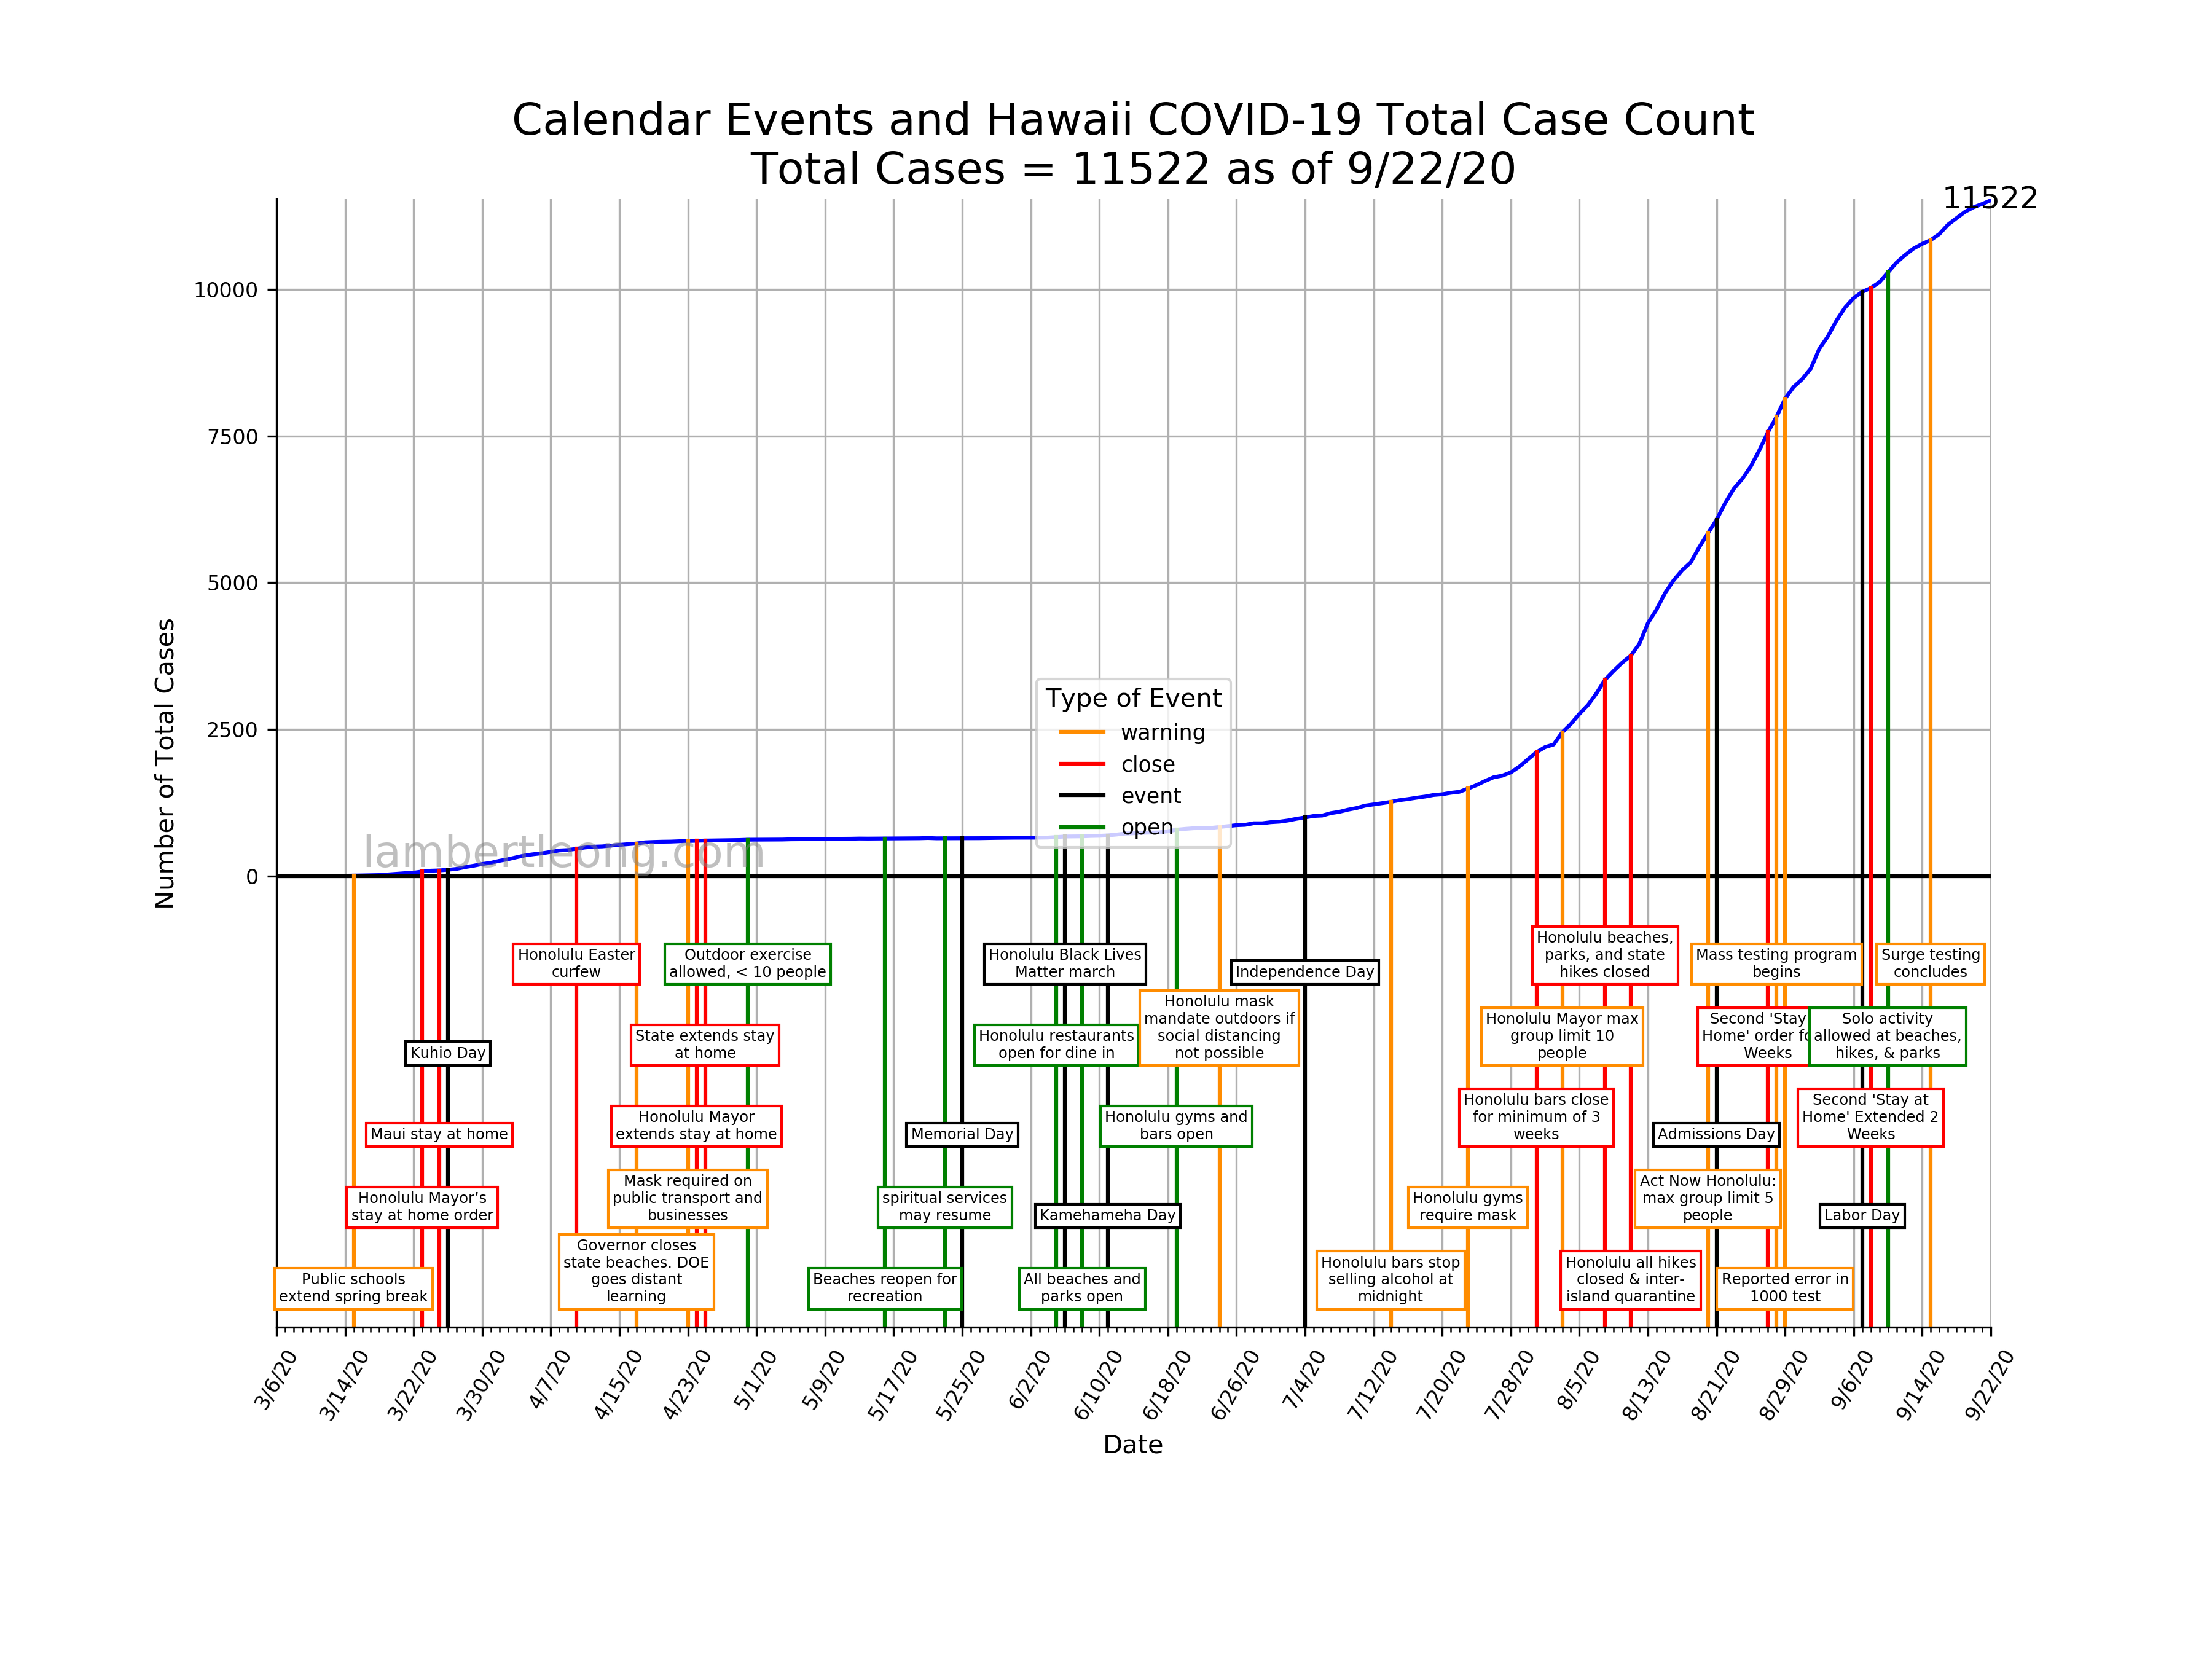 Calendar Events and Hawaii COVID-19 Total Case Count
Total Cases = 11522 as of 9/22/20
11522
10000
7500
5000
2500
0
Number of Total Cases
Type of Event
warning
close
event
open
lambertleong.com
Honolulu Easter
curfew
Outdoor exercise
allowed, < 10 people
Honolulu Black Lives
Matter march
Independence Day
Honolulu beaches,
parks, and state
hikes closed
Mass testing program
begins
Surge testing
concludes
Kuhio Day
State extends stay
at home
Honolulu restaurants
open for dine in
Honolulu mask
mandate outdoors if
social distancing
not possible
Honolulu Mayor max
group limit 10
people
Second 'Stay
Home' order
Weeks
Solo activity
allowed at beaches,
hikes, & parks
Maui stay at home
Honolulu Mayor
extends stay at home
Memorial Day
Honolulu gyms and
bars open
Honolulu bars close
for minimum of 3
weeks
Admissions Day
Second 'Stay at
Home' Extended 2
Weeks
Honolulu Mayor’s
stay at home order
Mask required on
public transport and
businesses
spiritual services
may resume
Kamehameha Day
Honolulu gyms
require mask
Act Now Honolulu:
max group limit 5
people
Labor Day
Public schools
extend spring break
Governor closes
state beaches. DOE
goes distant
learning
Beaches reopen for
recreation
All beaches and
parks open
Honolulu bars stop
selling alcohol at
midnight
Honolulu all hikes
closed & inter-
island quarantine
Reported error in
1000 test
3/6/20
3/14/20
3/22/20
3/30/20
4/7/20
4/15/20
4/23/20
5/1/20
5/9/20
5/17/20
5/25/20
6/2/20
6/10/20
6/18/20
6/26/20
7/4/20
7/12/20
7/20/20
7/28/20
8/5/20
8/13/20
8/21/20
8/29/20
9/6/20
9/14/20
9/22/20
Date